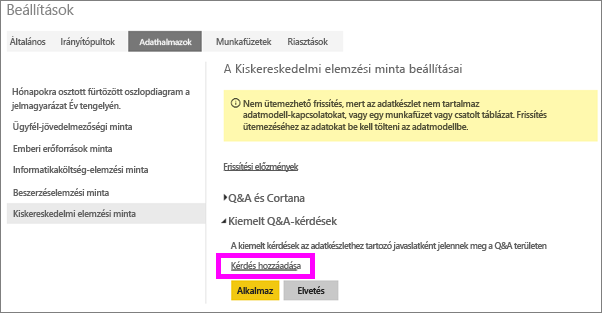 Beállítások
Általános Irányítópultok Adathalmazok Munkafüzetek Riasztások
Hónapokra osztott fürtözött oszlopdiagram a
jelmagyarázat Év tengelyén.
Ügyfél-jövedelmezőségi minta
Emberi erőforrások minta
Informatikaköltség-elemzési minta
Beszerzéselemzési minta
Kiskereskedelmi elemzési minta
A Kiskereskedelmi elemzési minta beállításai
Nem ütemezhető frissítés, mert az adatkészlet nem tartalmaz
adatmodell-kapcsolatokat, vagy egy munkafüzet vagy csatolt táblázat. Frissítés
ütemezéséhez az adatokat be kell tölteni az adatmodellbe.
Frissítési előzmények
Q&A és Cortana
Kiemelt Q&A-kérdések
A kiemelt kérdések az adatkészlethez tartozó javaslatként jelennek meg a Q&A területen
Kérdés hozzáadása
Alkalmaz Elvetés